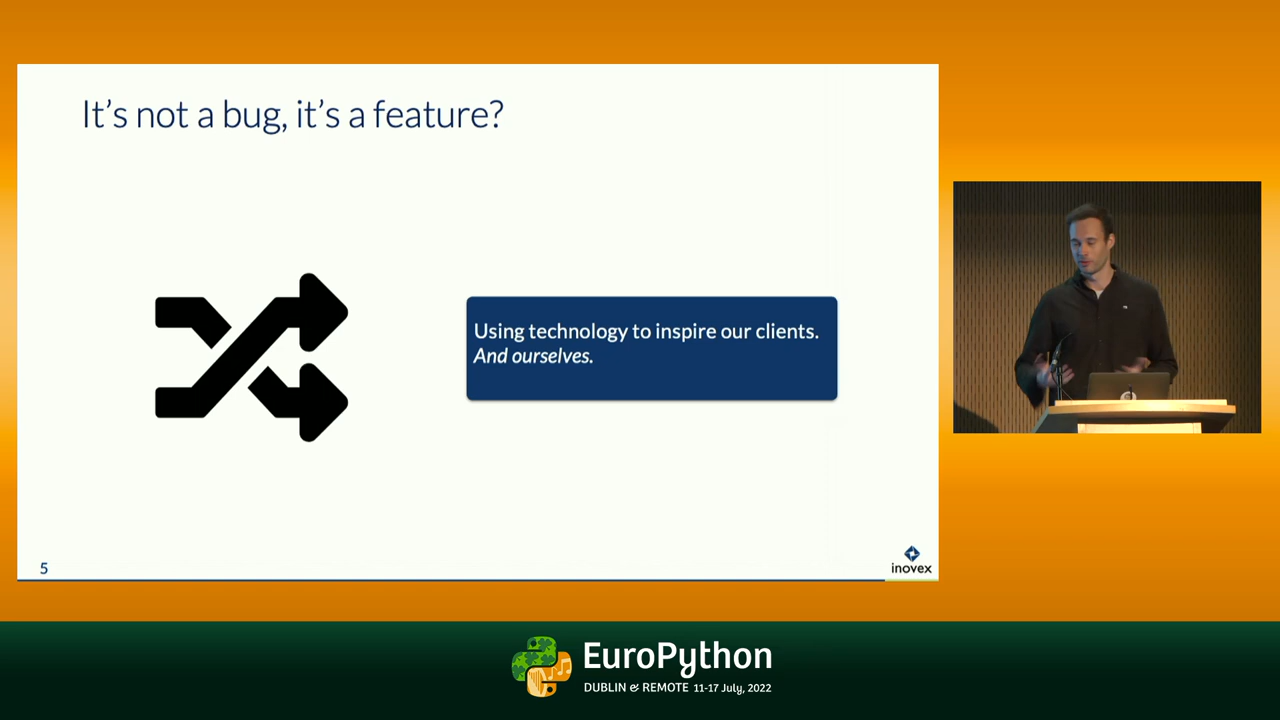 It's not a bug, it's a feature?
Using technology to inspire our clients.
And ourselves.
5
inovex
EuroPython
DUBLIN & REMOTE 11-17 July, 2022